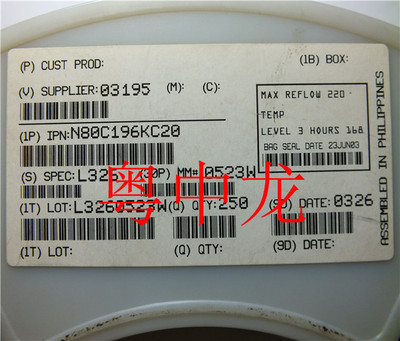 (P) CUST PROD:
(1B) BOX:
(V) SUPPLIER:03195 (M): (C):
MAX REFLOW 220
TEMP
LEVEL 3 HOURS 168
BAG SEAL DATE 23JUN03
(1P) IPN:N80C196KC20
(S) SPEC: (30P) MM#: 0523W
粤中龙
(1T) LOT:L3260523W (Q) QTY:250 (9D) DATE:0326
(1T) LOT: (Q) QTY: (9D) DATE:
ASSEMBLED IN PHILIPPINES